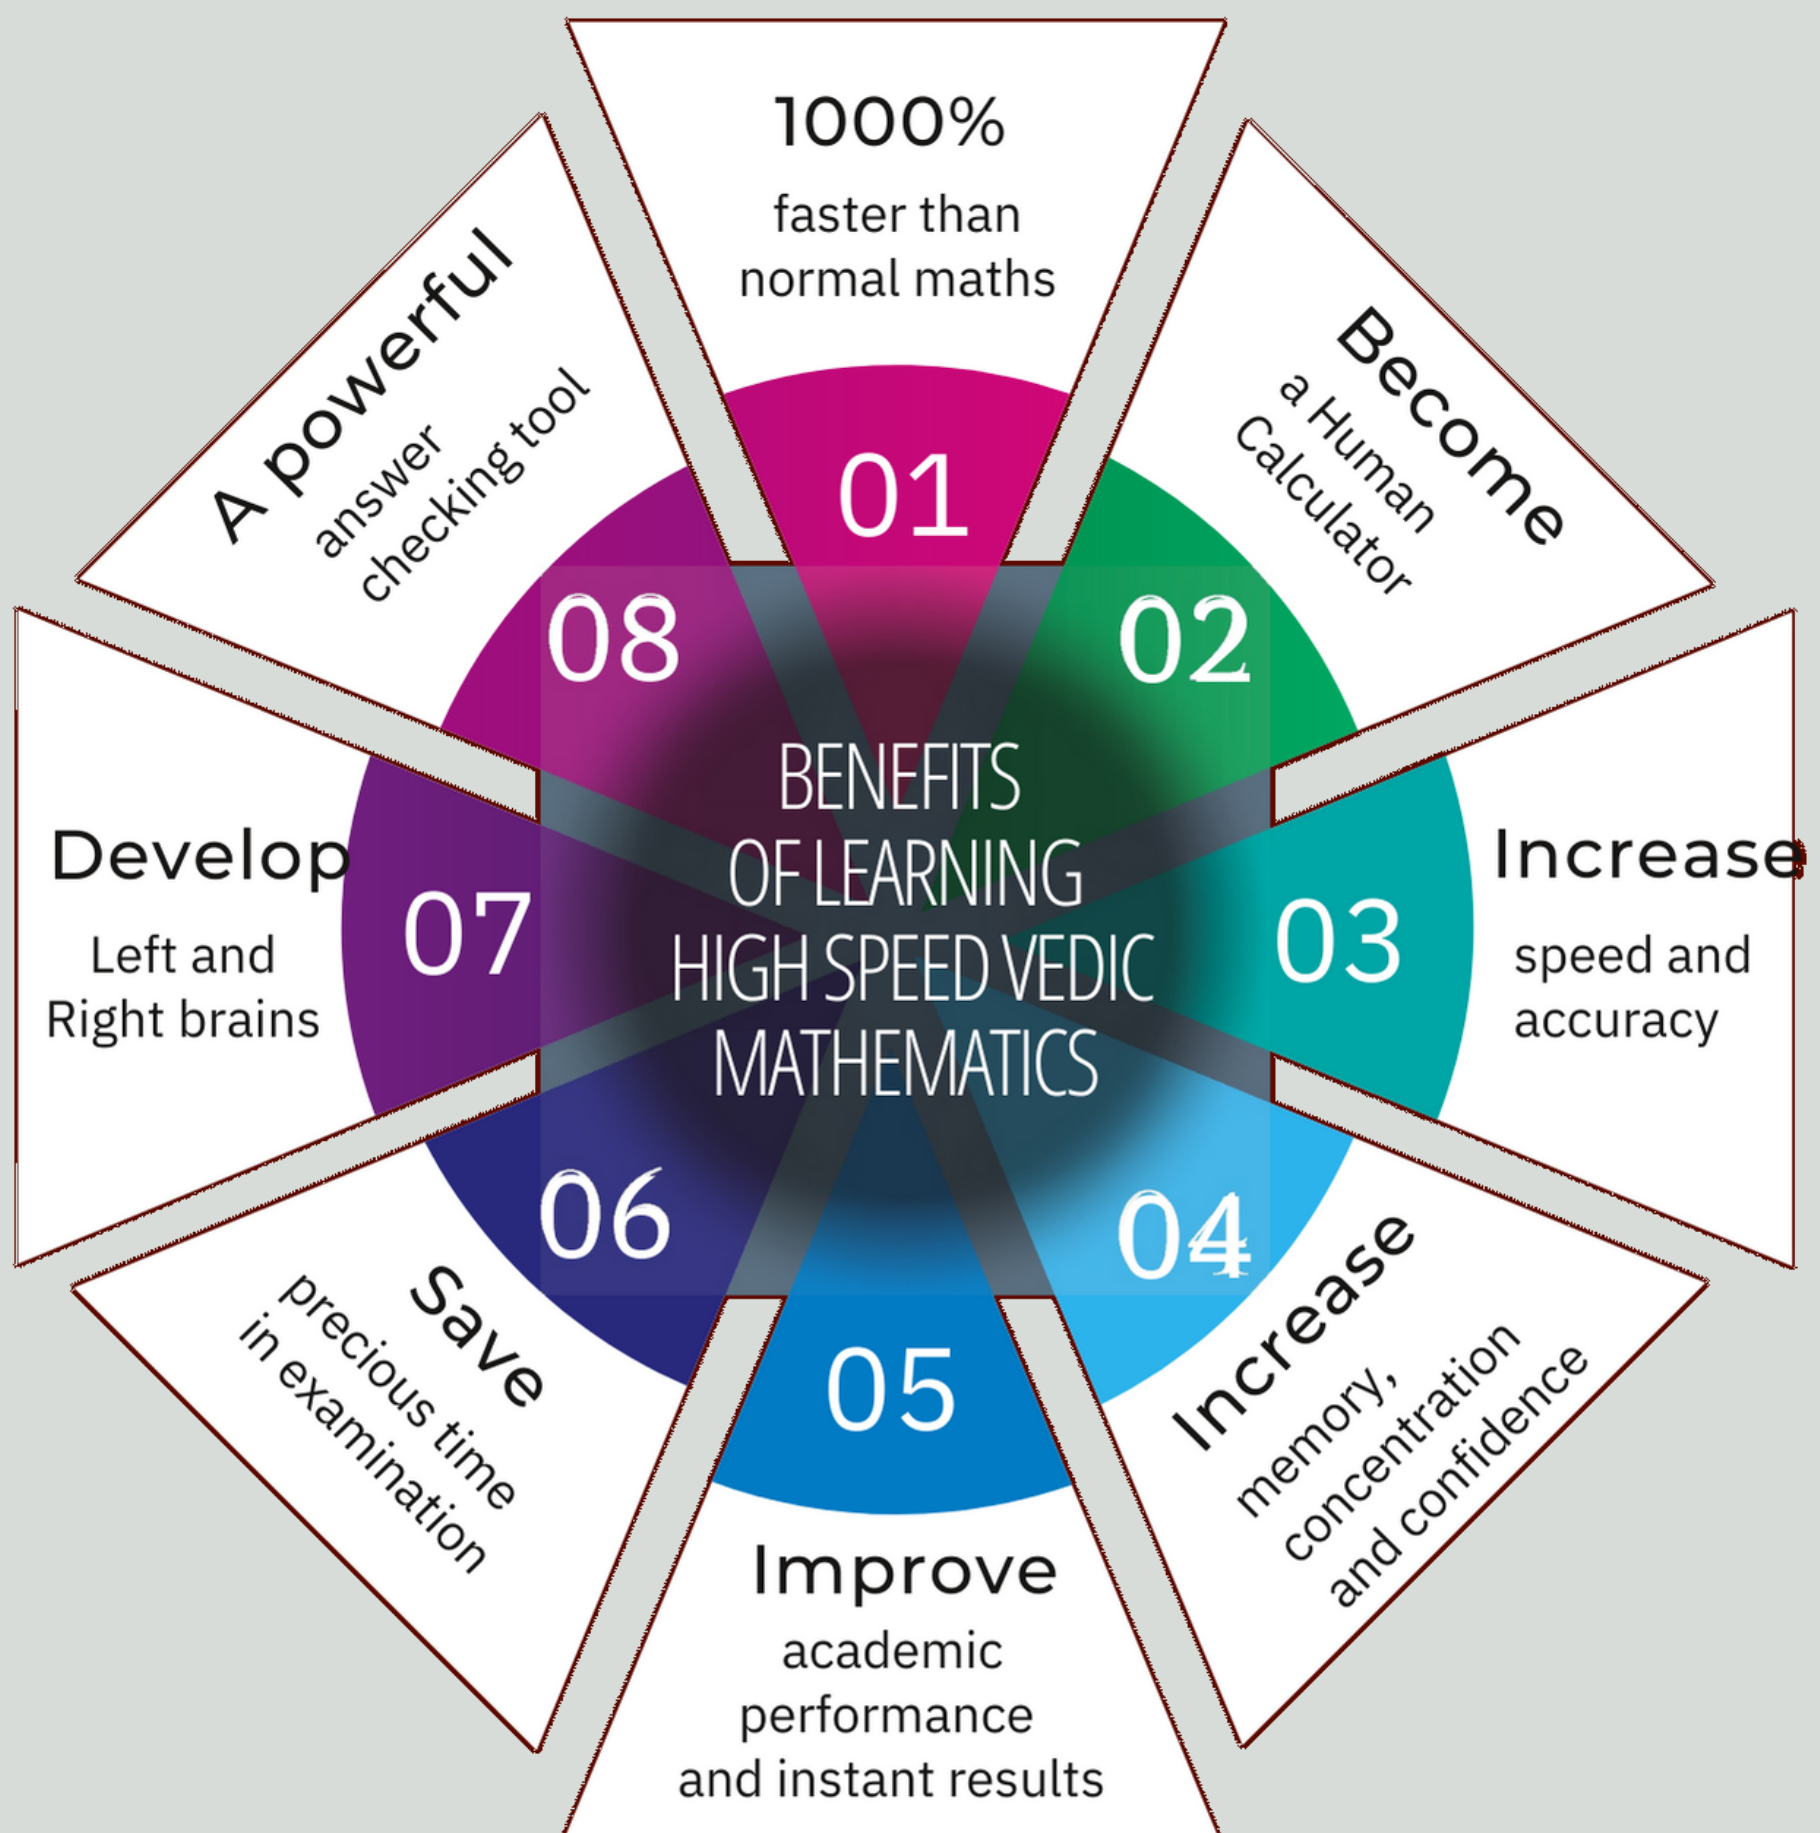 BENEFITS
OF LEARNING
HIGH SPEED VEDIC
MATHEMATICS
01
1000%
faster than
normal maths
02
Become
a Human
Calculator
03
Increase
speed and
accuracy
04
Increase
memory,
concentration
and confidence
05
Improve
academic
performance
and instant results
06
Save
precious time
in examination
07
Develop
Left and
Right brains
08
A powerful
answer
checking tool